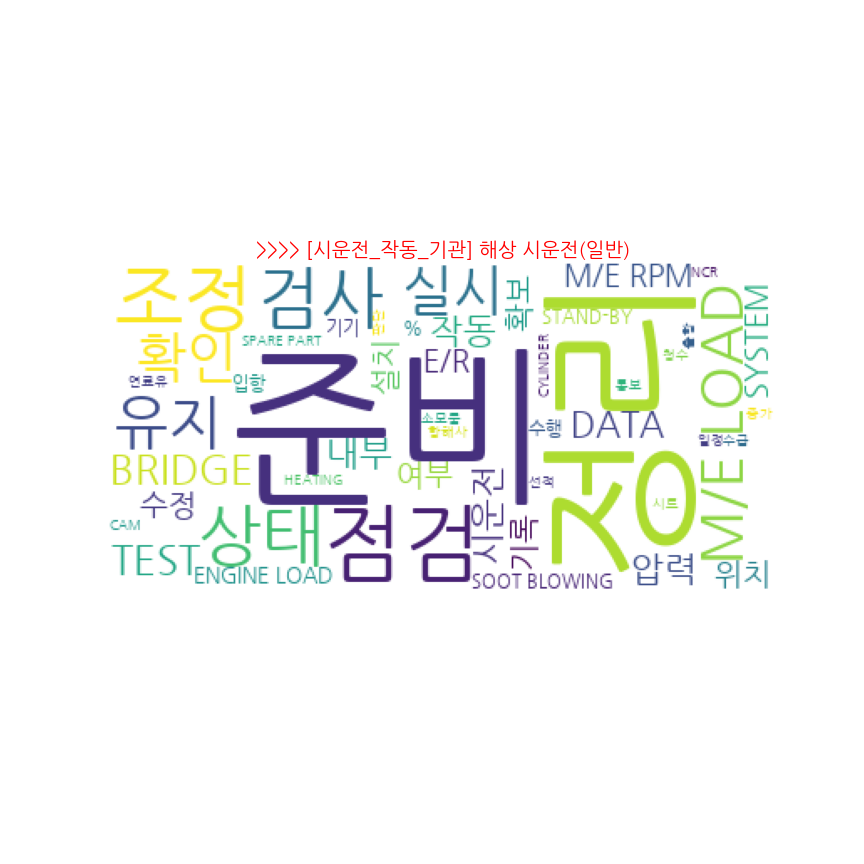 >>>> [시운전_작동_기관] 해상 시운전(일반)
조정
검사
실시
확보
M/E RPM
NCR
정리
M/E LOAD
SYSTEM
STAND-BY
기기
%
작동
확인
SPARE PART
E/R
설치
CYLINDER
철수
통보
연료유
입항
준비
유지
소모품
항해사
수행
DATA
증가
일정수급
BRIDGE
내부
여부
HEATING
시운전
선적
수정
시트
CAM
상태
점검
기록
TEST
ENGINE LOAD
SOOT BLOWING
압력
위치